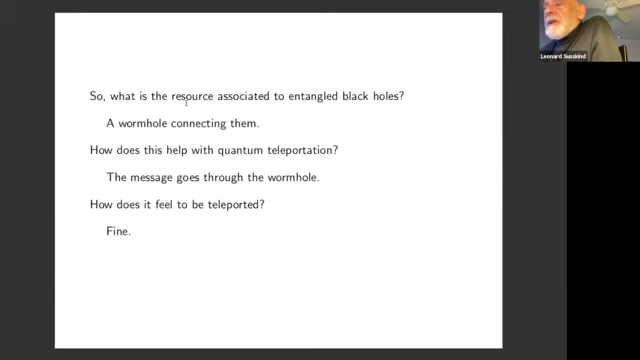 So, what is the resource associated to entangled black holes?
A wormhole connecting them.
How does this help with quantum teleportation?
The message goes through the wormhole.
How does it feel to be teleported?
Fine.
Leonard Susskind